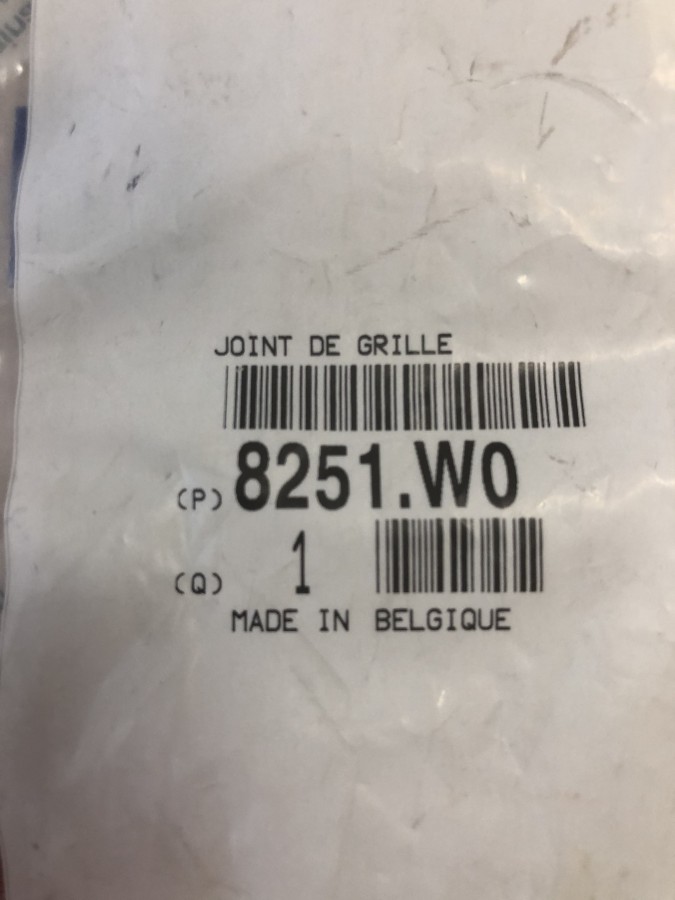 JOINT DE GRILLE
(P) 8251.W0
(Q) 1
MADE IN BELGIQUE